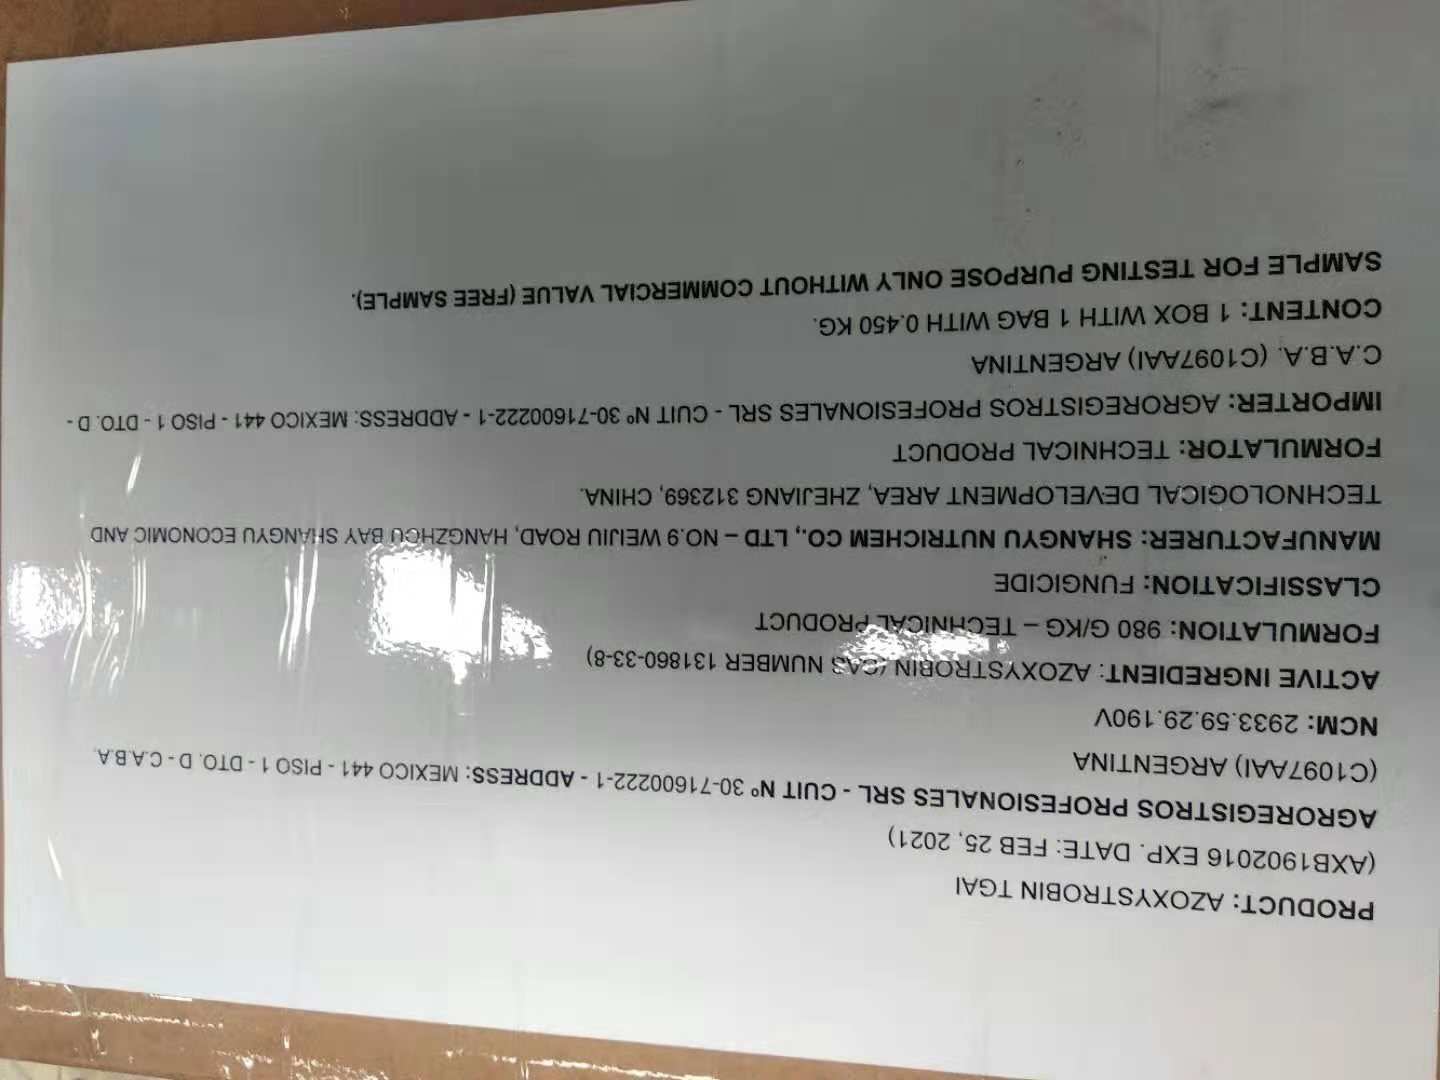 PRODUCT: AZOXYSTROBIN TGAI
(AXB1902016 EXP. DATE: FEB 25, 2021)
AGROREGISTROS PROFESIONALES SRL - CUIT Nº 30-71600222-1 - ADDRESS: MEXICO 441 - PISO 1 - DTO. D - C.A.B.A.
(C1097AAI) ARGENTINA
NCM: 2933.59.29.190V
ACTIVE INGREDIENT: AZOXYSTROBIN (CAS NUMBER 131860-33-8)
FORMULATION: 980 G/KG – TECHNICAL PRODUCT
CLASSIFICATION: FUNGICIDE
MANUFACTURER: SHANGYU NUTRICHEM CO., LTD – NO.9 WEIJIU ROAD, HANGZHOU BAY SHANGYU ECONOMIC AND
TECHNOLOGICAL DEVELOPMENT AREA, ZHEJIANG 312369, CHINA.
FORMULATOR: TECHNICAL PRODUCT
IMPORTER: AGROREGISTROS PROFESIONALES SRL - CUIT Nº 30-71600222-1 - ADDRESS: MEXICO 441 - PISO 1 - DTO. D -
C.A.B.A. (C1097AAI) ARGENTINA
CONTENT: 1 BOX WITH 1 BAG WITH 0.450 KG.
SAMPLE FOR TESTING PURPOSE ONLY WITHOUT COMMERCIAL VALUE (FREE SAMPLE).